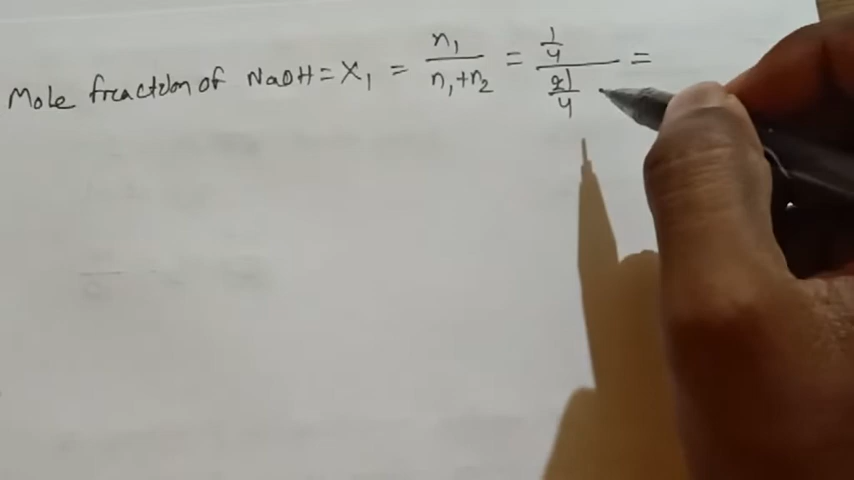 Mole fraction of NaOH = X₁ = n₁/(n₁+n₂) = (1/4)/(21/4) =